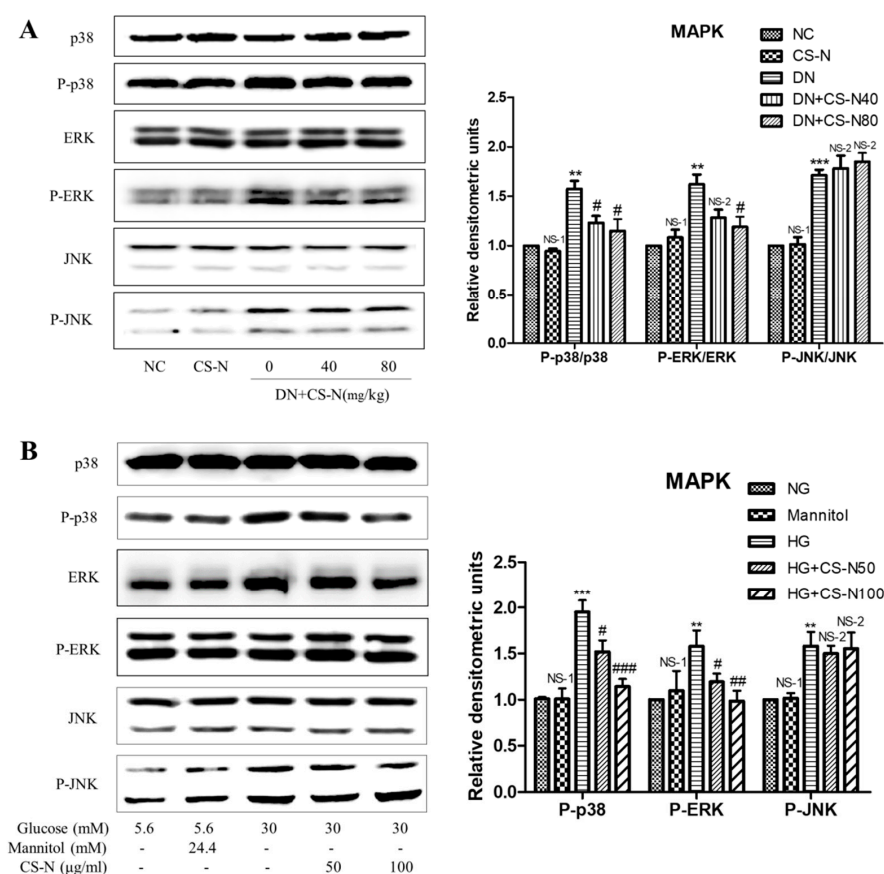 A
p38
P-p38
ERK
P-ERK
JNK
P-JNK
NC CS-N 0 40 80
DN+CS-N(mg/kg)
MAPK
NC
CS-N
DN
DN+CS-N40
DN+CS-N80
Relative densitometric units
2.5
2.0
1.5
1.0
0.5
0.0
NS-1 ** # #
NS-1 ** NS-2 #
NS-1 *** NS-2 NS-2
P-p38/p38 P-ERK/ERK P-JNK/JNK
B
p38
P-p38
ERK
P-ERK
JNK
P-JNK
Glucose (mM) 5.6 5.6 30 30 30
Mannitol (mM) - 24.4 - - -
CS-N (μg/ml) - - - 50 100
MAPK
NG
Mannitol
HG
HG+CS-N50
HG+CS-N100
Relative densitometric units
2.5
2.0
1.5
1.0
0.5
0.0
NS-1 *** # ###
NS-1 ** # ##
NS-1 ** NS-2 NS-2
P-p38 P-ERK P-JNK